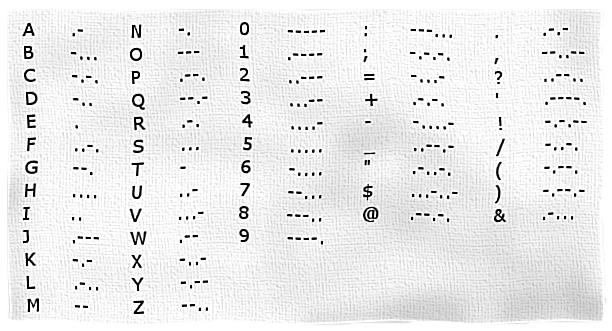 A .- N -. 0 ----- : ---... . .-.-
B -... O --- 1 .---- ; -.-.-. , --..--
C -.-. P .--. 2 ..--- = -...- ? ..--..
D -.. Q --.- 3 ...-- + .-.-. ' .----.
E . R .-. 4 ....- - -....- ! -.-.--
F ..-. S ... 5 ..... _ ..--.- / -..-.
G --. T - 6 -.... " .-..-. ( -.--.
H .... U ..- 7 --... $ ...-..- ) -.--.-
I .. V ...- 8 ---.. @ .--.-. & .-...
J .--- W .-- 9 ----.
K -.- X -..-
L .-.. Y -.--
M -- Z --..